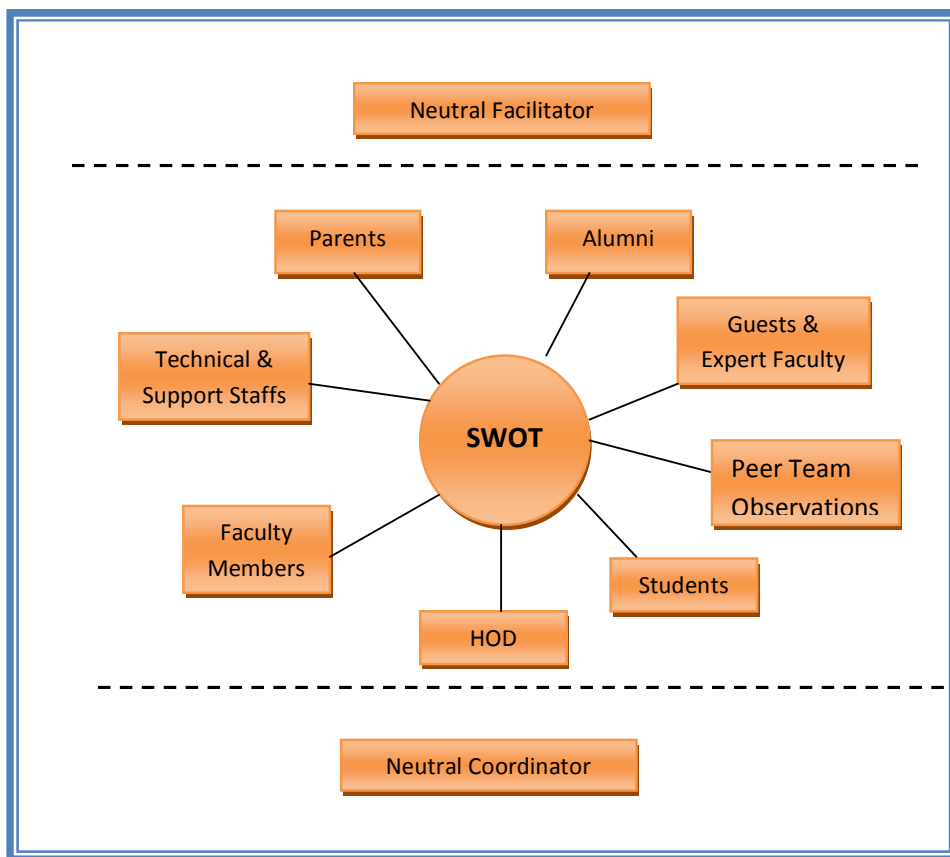 Neutral Facilitator
Parents
Alumni
Guests &
Expert Faculty
Technical &
Support Staffs
SWOT
Peer Team
Observations
Faculty
Members
Students
HOD
Neutral Coordinator